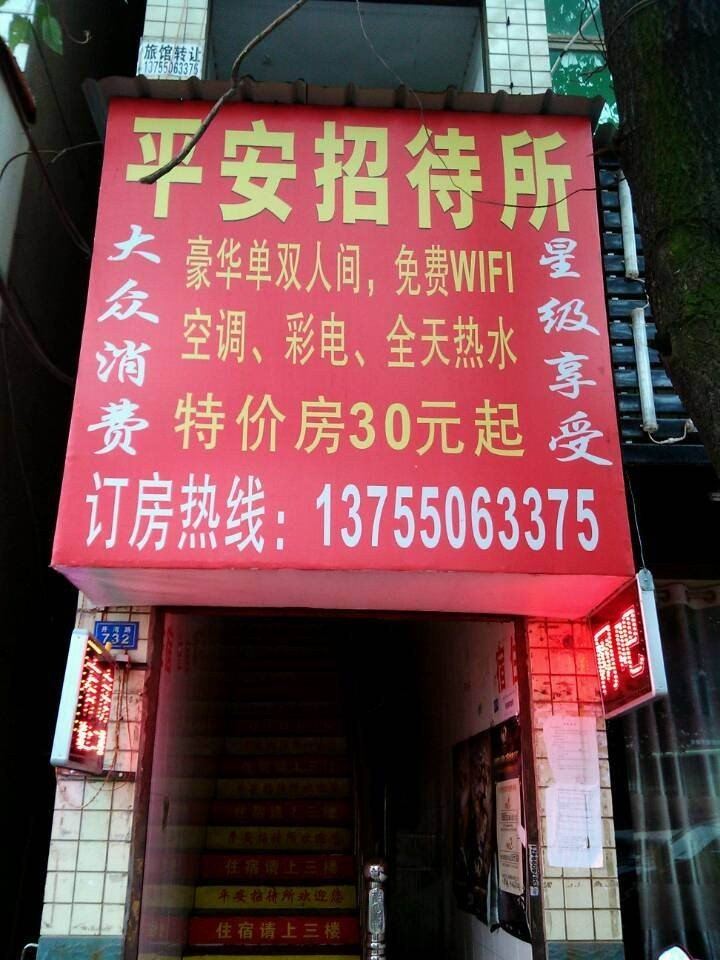 旅馆转让
13755063375
平安招待所
大众消费
豪华单双人间，免费WIFI
空调、彩电、全天热水
特价房30元起
星级享受
订房热线：13755063375
732
网吧
住宿请上三楼
平安招待所欢迎您
住宿请上三楼